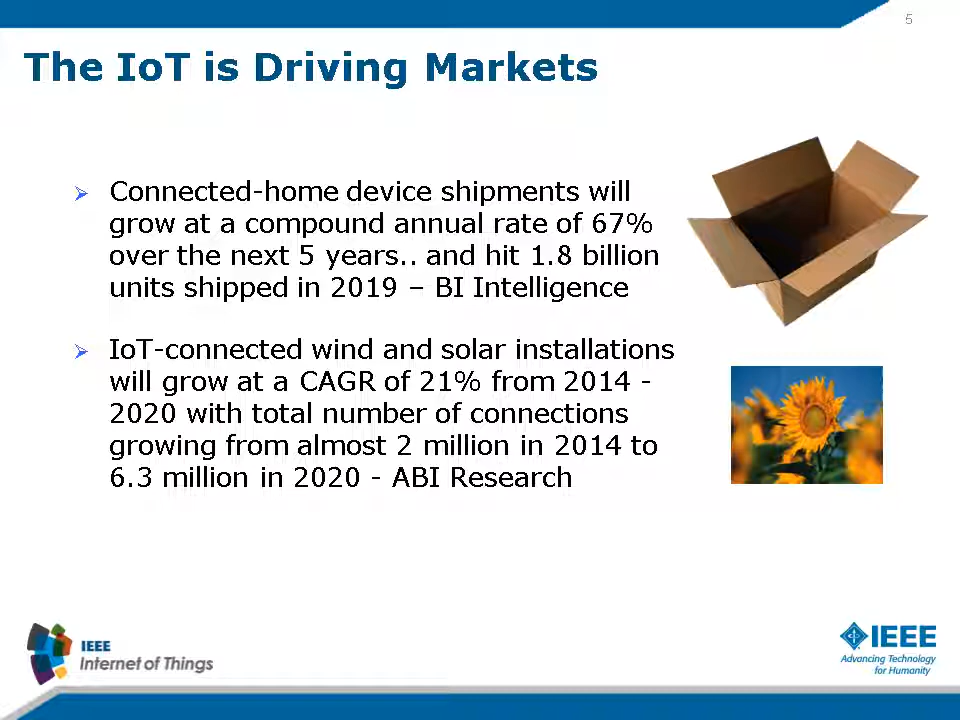 5
The IoT is Driving Markets
Connected-home device shipments will
grow at a compound annual rate of 67%
over the next 5 years.. and hit 1.8 billion
units shipped in 2019 – BI Intelligence
IoT-connected wind and solar installations
will grow at a CAGR of 21% from 2014 -
2020 with total number of connections
growing from almost 2 million in 2014 to
6.3 million in 2020 - ABI Research
IEEE
Internet of Things
IEEE
Advancing Technology
for Humanity